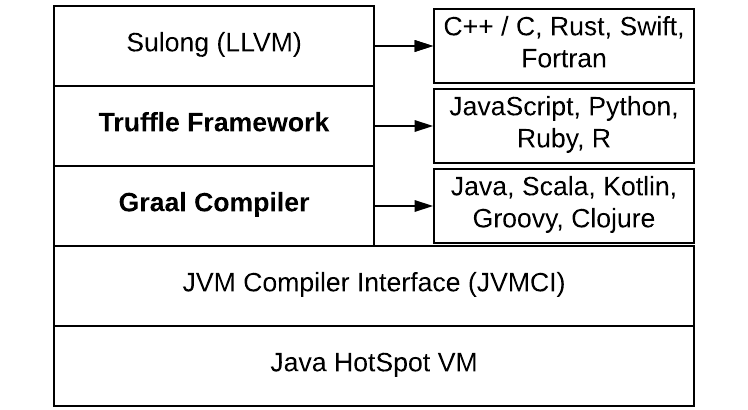 Sulong (LLVM)
C++ / C, Rust, Swift,
Fortran
Truffle Framework
JavaScript, Python,
Ruby, R
Graal Compiler
Java, Scala, Kotlin,
Groovy, Clojure
JVM Compiler Interface (JVMCI)
Java HotSpot VM